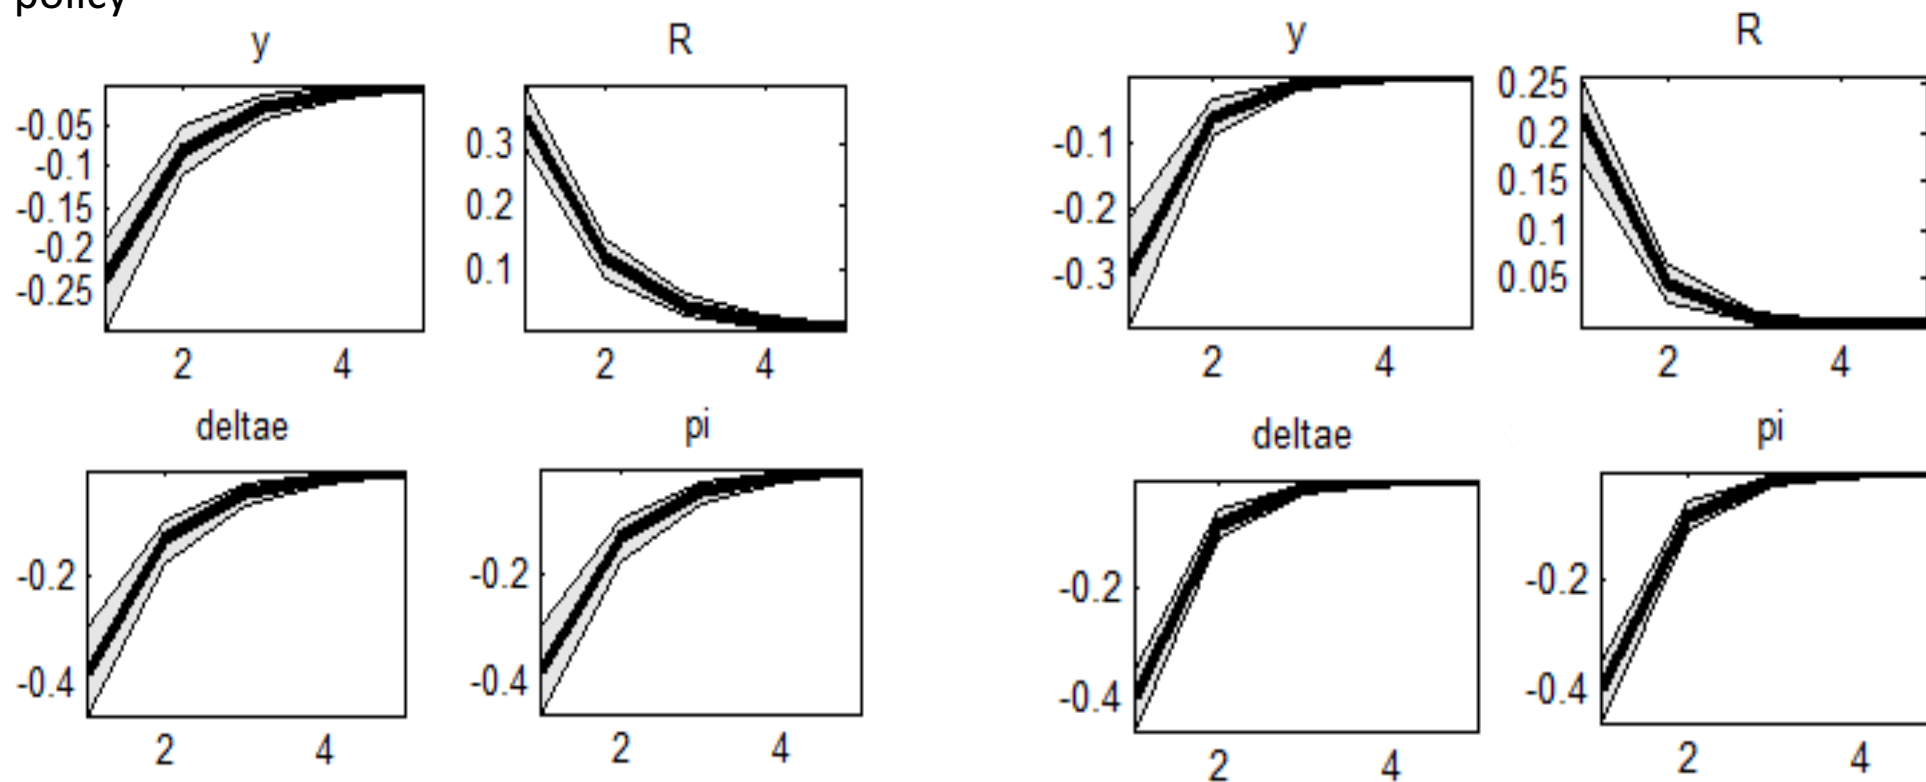 policy
y R y R
-0.05 0.3 -0.1 0.25
-0.1 0.2 -0.2 0.2
-0.15 0.1 -0.3 0.15
-0.2 0.1
-0.25 0.05
2 4 2 4 2 4 2 4
deltae pi deltae pi
-0.2 -0.2 -0.2 -0.2
-0.4 -0.4 -0.4 -0.4
2 4 2 4 2 4 2 4